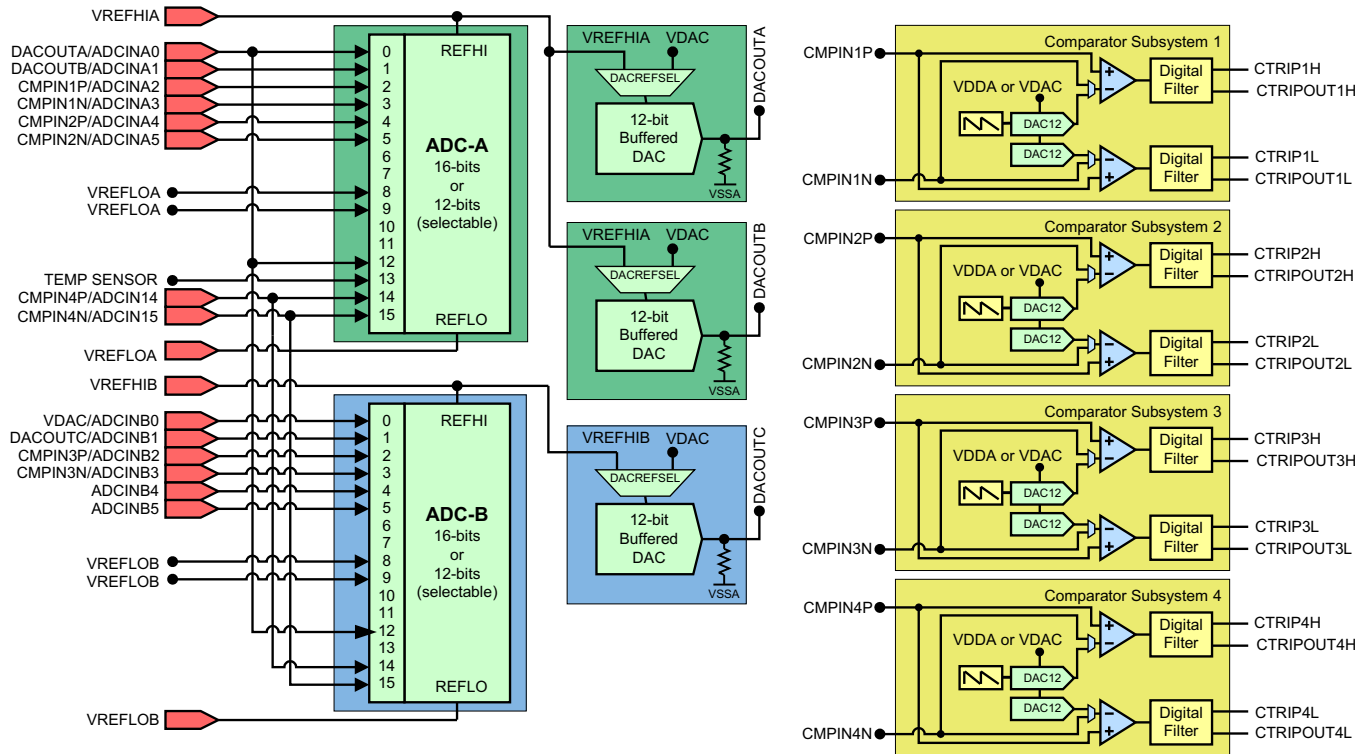 VREFHIA
DACOUTA/ADCINA0
DACOUTB/ADCINA1
CMPIN1P/ADCINA2
CMPIN1N/ADCINA3
CMPIN2P/ADCINA4
CMPIN2N/ADCINA5
VREFLOA
VREFLOA
TEMP SENSOR
CMPIN4P/ADCIN14
CMPIN4N/ADCIN15
VREFLOA
0
1
2
3
4
5
6
7
8
9
10
11
12
13
14
15
REFHI
ADC-A
16-bits
or
12-bits
(selectable)
REFLO
VREFHIB
VDAC/ADCINB0
DACOUTC/ADCINB1
CMPIN3P/ADCINB2
CMPIN3N/ADCINB3
ADCINB4
ADCINB5
VREFLOB
VREFLOB
VREFLOB
0
1
2
3
4
5
6
7
8
9
10
11
12
13
14
15
REFHI
ADC-B
16-bits
or
12-bits
(selectable)
REFLO
VREFHIA
VDAC
DACREFSEL
12-bit
Buffered
DAC
VSSA
DACOUTA
VREFHIA
VDAC
DACREFSEL
12-bit
Buffered
DAC
VSSA
DACOUTB
VREFHIB
VDAC
DACREFSEL
12-bit
Buffered
DAC
VSSA
DACOUTC
Comparator Subsystem 1
CMPIN1P
VDDA or VDAC
DAC12
DAC12
CMPIN1N
+
−
−
+
Digital
Filter
Digital
Filter
CTRIP1H
CTRIPOUT1H
CTRIP1L
CTRIPOUT1L
Comparator Subsystem 2
CMPIN2P
VDDA or VDAC
DAC12
DAC12
CMPIN2N
+
−
−
+
Digital
Filter
Digital
Filter
CTRIP2H
CTRIPOUT2H
CTRIP2L
CTRIPOUT2L
Comparator Subsystem 3
CMPIN3P
VDDA or VDAC
DAC12
DAC12
CMPIN3N
+
−
−
+
Digital
Filter
Digital
Filter
CTRIP3H
CTRIPOUT3H
CTRIP3L
CTRIPOUT3L
Comparator Subsystem 4
CMPIN4P
VDDA or VDAC
DAC12
DAC12
CMPIN4N
+
−
−
+
Digital
Filter
Digital
Filter
CTRIP4H
CTRIPOUT4H
CTRIP4L
CTRIPOUT4L